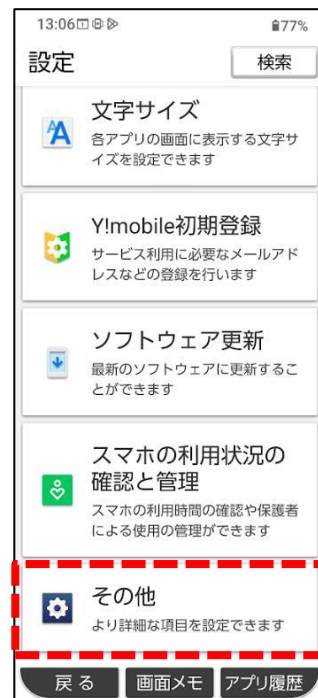 13:06 77%
設定 検索
文字サイズ
各アプリの画面に表示する文字サ
イズを設定できます
Y!mobile初期登録
サービス利用に必要なメールアド
レスなどの登録を行います
ソフトウェア更新
最新のソフトウェアに更新するこ
とができます
スマホの利用状況の
確認と管理
スマホの利用時間の確認や保護者
による使用の管理ができます
その他
より詳細な項目を設定できます
戻る 画面メモ アプリ履歴